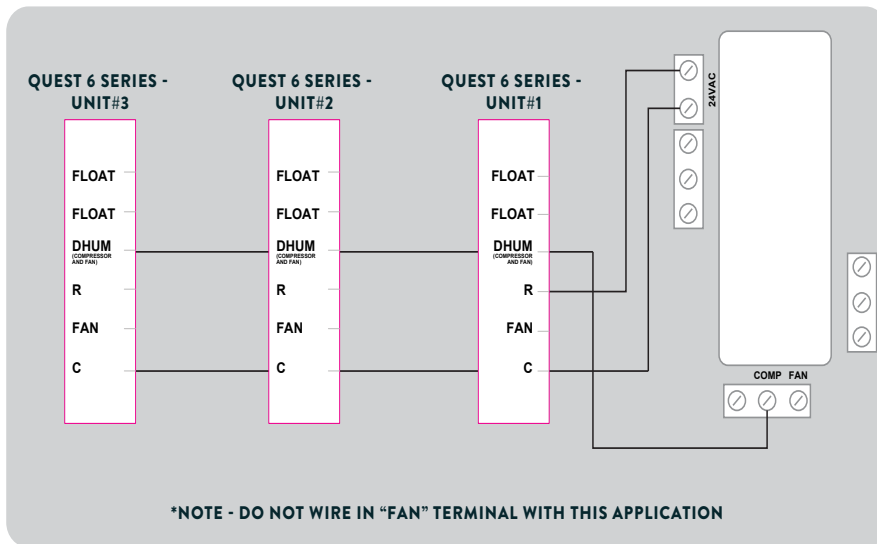 QUEST 6 SERIES -
UNIT#3
QUEST 6 SERIES -
UNIT#2
QUEST 6 SERIES -
UNIT#1
24VAC
FLOAT
FLOAT
DHUM
(COMPRESSOR
AND FAN)
R
FAN
C
FLOAT
FLOAT
DHUM
(COMPRESSOR
AND FAN)
R
FAN
C
FLOAT
FLOAT
DHUM
(COMPRESSOR
AND FAN)
R
FAN
C
COMP FAN
*NOTE - DO NOT WIRE IN “FAN” TERMINAL WITH THIS APPLICATION